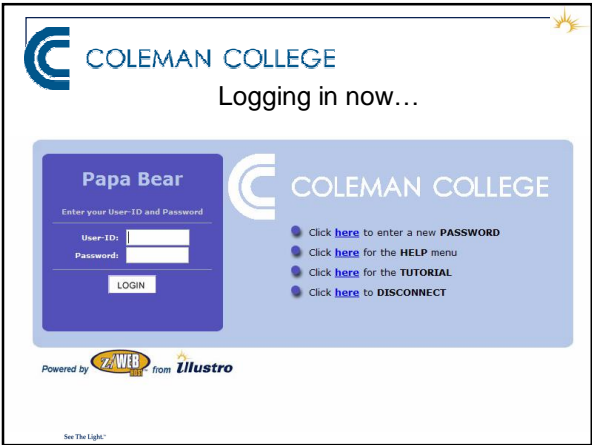 COLEMAN COLLEGE
Logging in now…
Papa Bear
Enter your User-ID and Password
User-ID:
Password:
LOGIN
COLEMAN COLLEGE
Click here to enter a new PASSWORD
Click here for the HELP menu
Click here for the TUTORIAL
Click here to DISCONNECT
Powered by z/WEB from illustro
See The Light.™